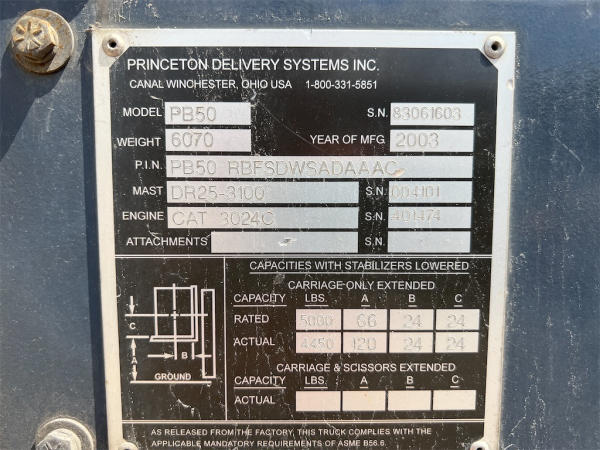 PRINCETON DELIVERY SYSTEMS INC.
CANAL WINCHESTER, OHIO USA 1-800-331-5851
MODEL PB50 S.N. 83061603
WEIGHT 6070 YEAR OF MFG. 2003
P.I.N. PB50 RBFSDWSADAAAC
MAST DR25-3100 S.N. 004101
ENGINE CAT 3024C S.N. 401474
ATTACHMENTS S.N.
CAPACITIES WITH STABILIZERS LOWERED
CARRIAGE ONLY EXTENDED
CAPACITY LBS. A B C
RATED 5000 66 24 24
ACTUAL 4450 120 24 24
CARRIAGE & SCISSORS EXTENDED
CAPACITY LBS. A B C
ACTUAL
C
A
B
GROUND
AS RELEASED FROM THE FACTORY, THIS TRUCK COMPLIES WITH THE
APPLICABLE MANDATORY REQUIREMENTS OF ASME B56.6.